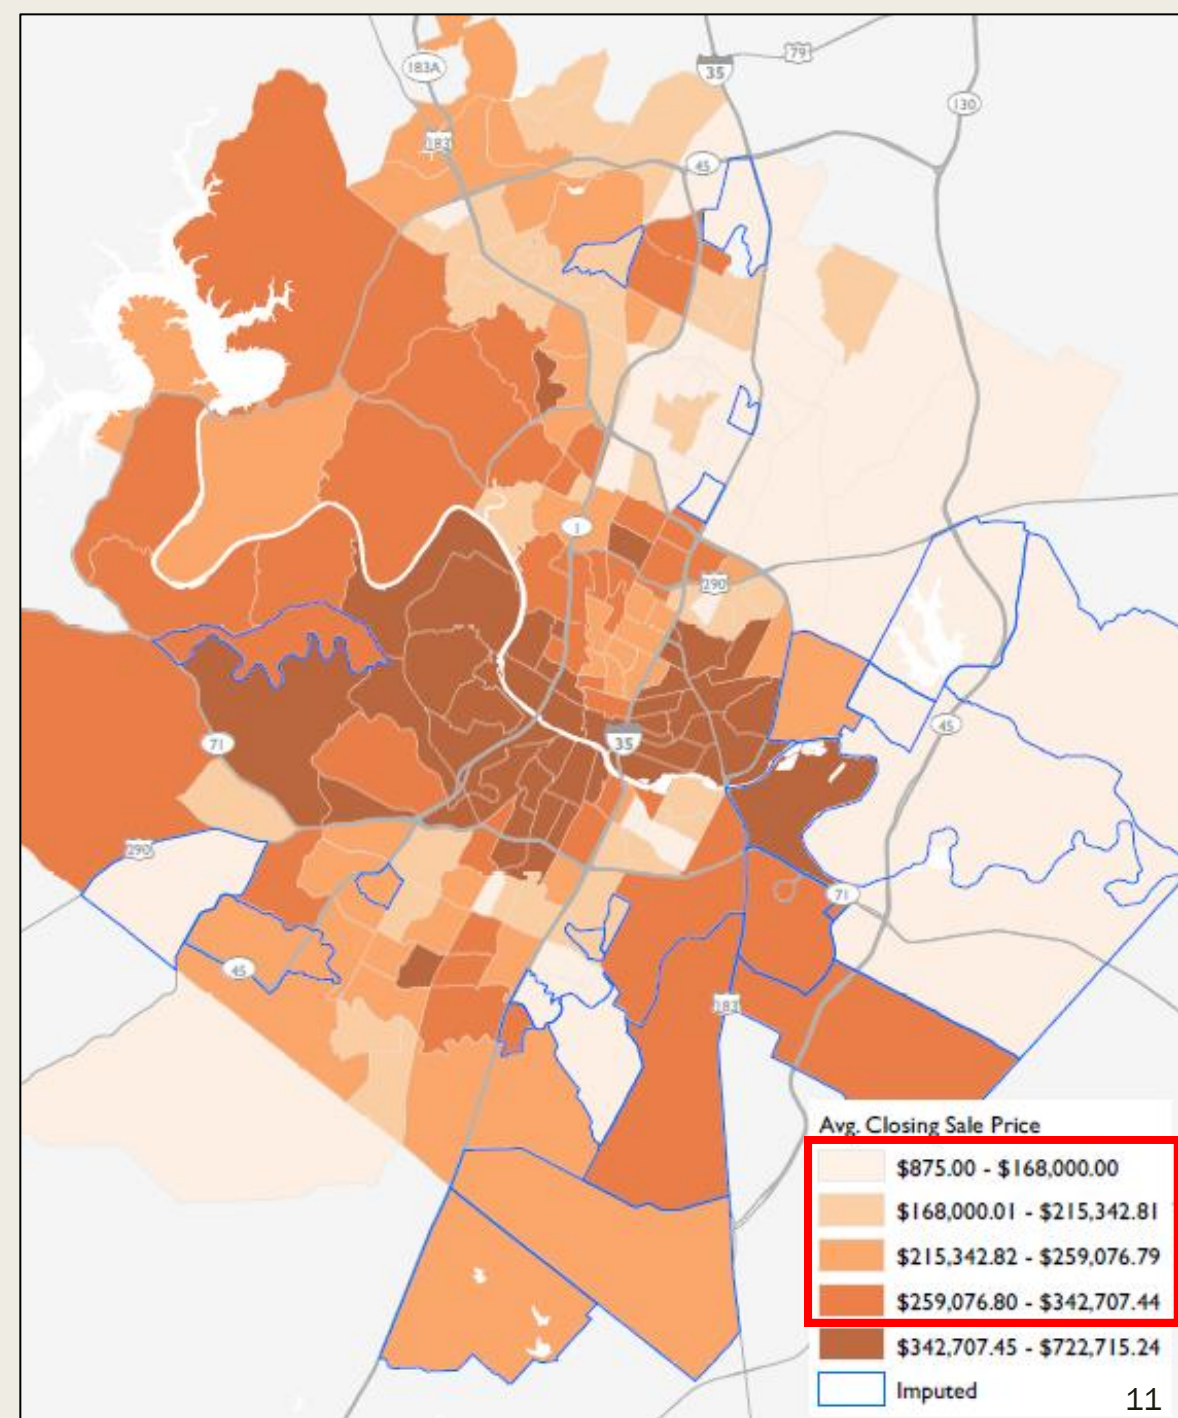 183A
35
79
130
183
45
1
290
71
35
45
290
71
45
183
Avg. Closing Sale Price
$875.00 - $168,000.00
$168,000.01 - $215,342.81
$215,342.82 - $259,076.79
$259,076.80 - $342,707.44
$342,707.45 - $722,715.24
Imputed
11